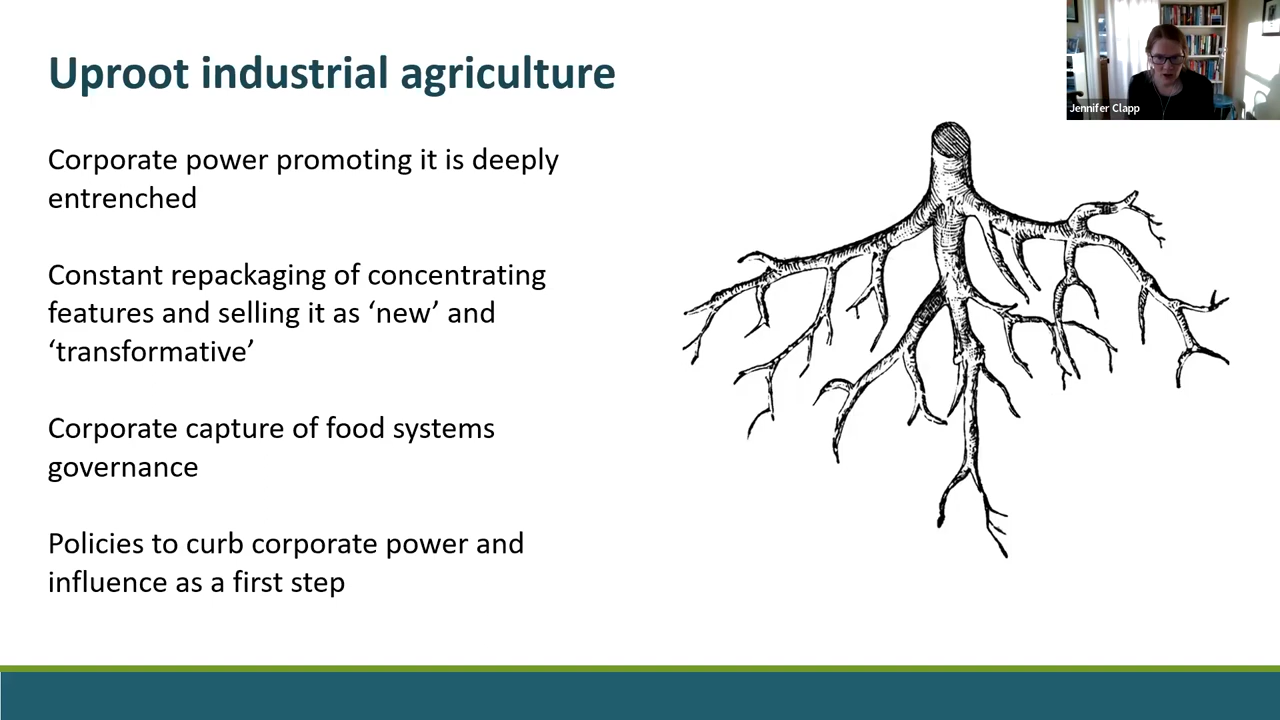 Uproot industrial agriculture
Jennifer Clapp
Corporate power promoting it is deeply
entrenched
Constant repackaging of concentrating
features and selling it as ‘new’ and
‘transformative’
Corporate capture of food systems
governance
Policies to curb corporate power and
influence as a first step